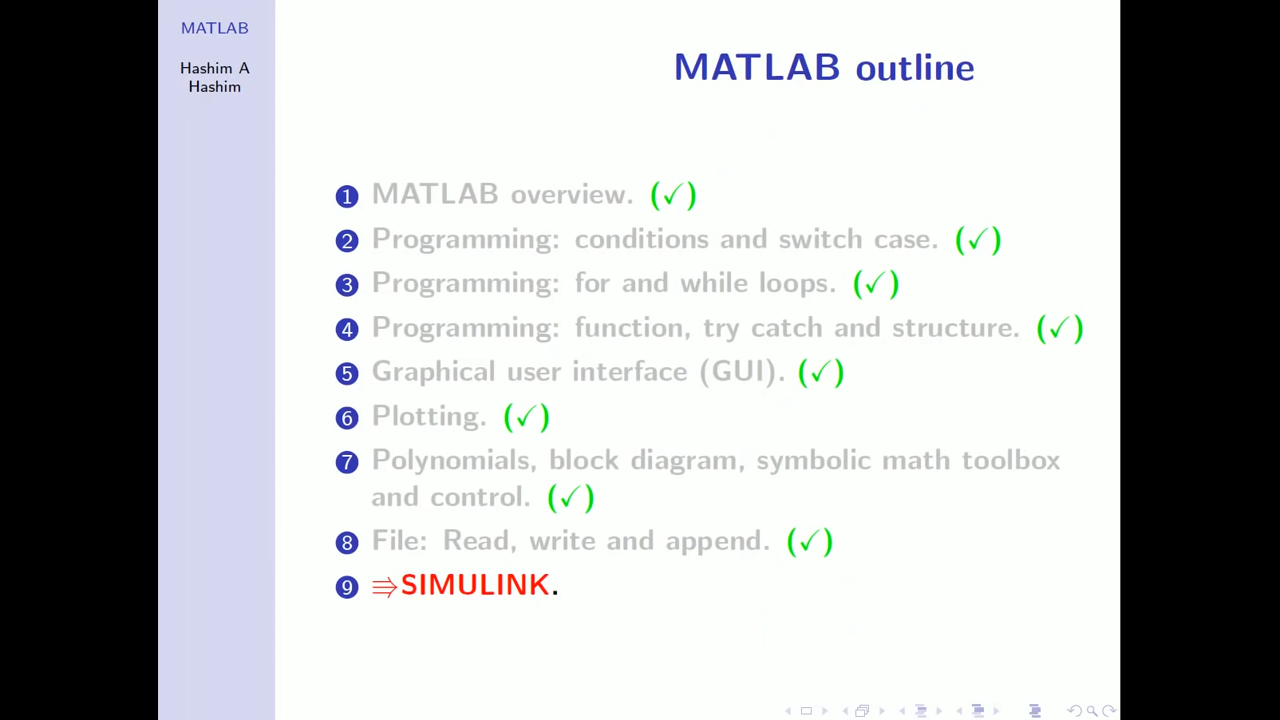 MATLAB
Hashim A
Hashim
MATLAB outline
1 MATLAB overview. (✓)
2 Programming: conditions and switch case. (✓)
3 Programming: for and while loops. (✓)
4 Programming: function, try catch and structure. (✓)
5 Graphical user interface (GUI). (✓)
6 Plotting. (✓)
7 Polynomials, block diagram, symbolic math toolbox
and control. (✓)
8 File: Read, write and append. (✓)
9 ⇛SIMULINK.